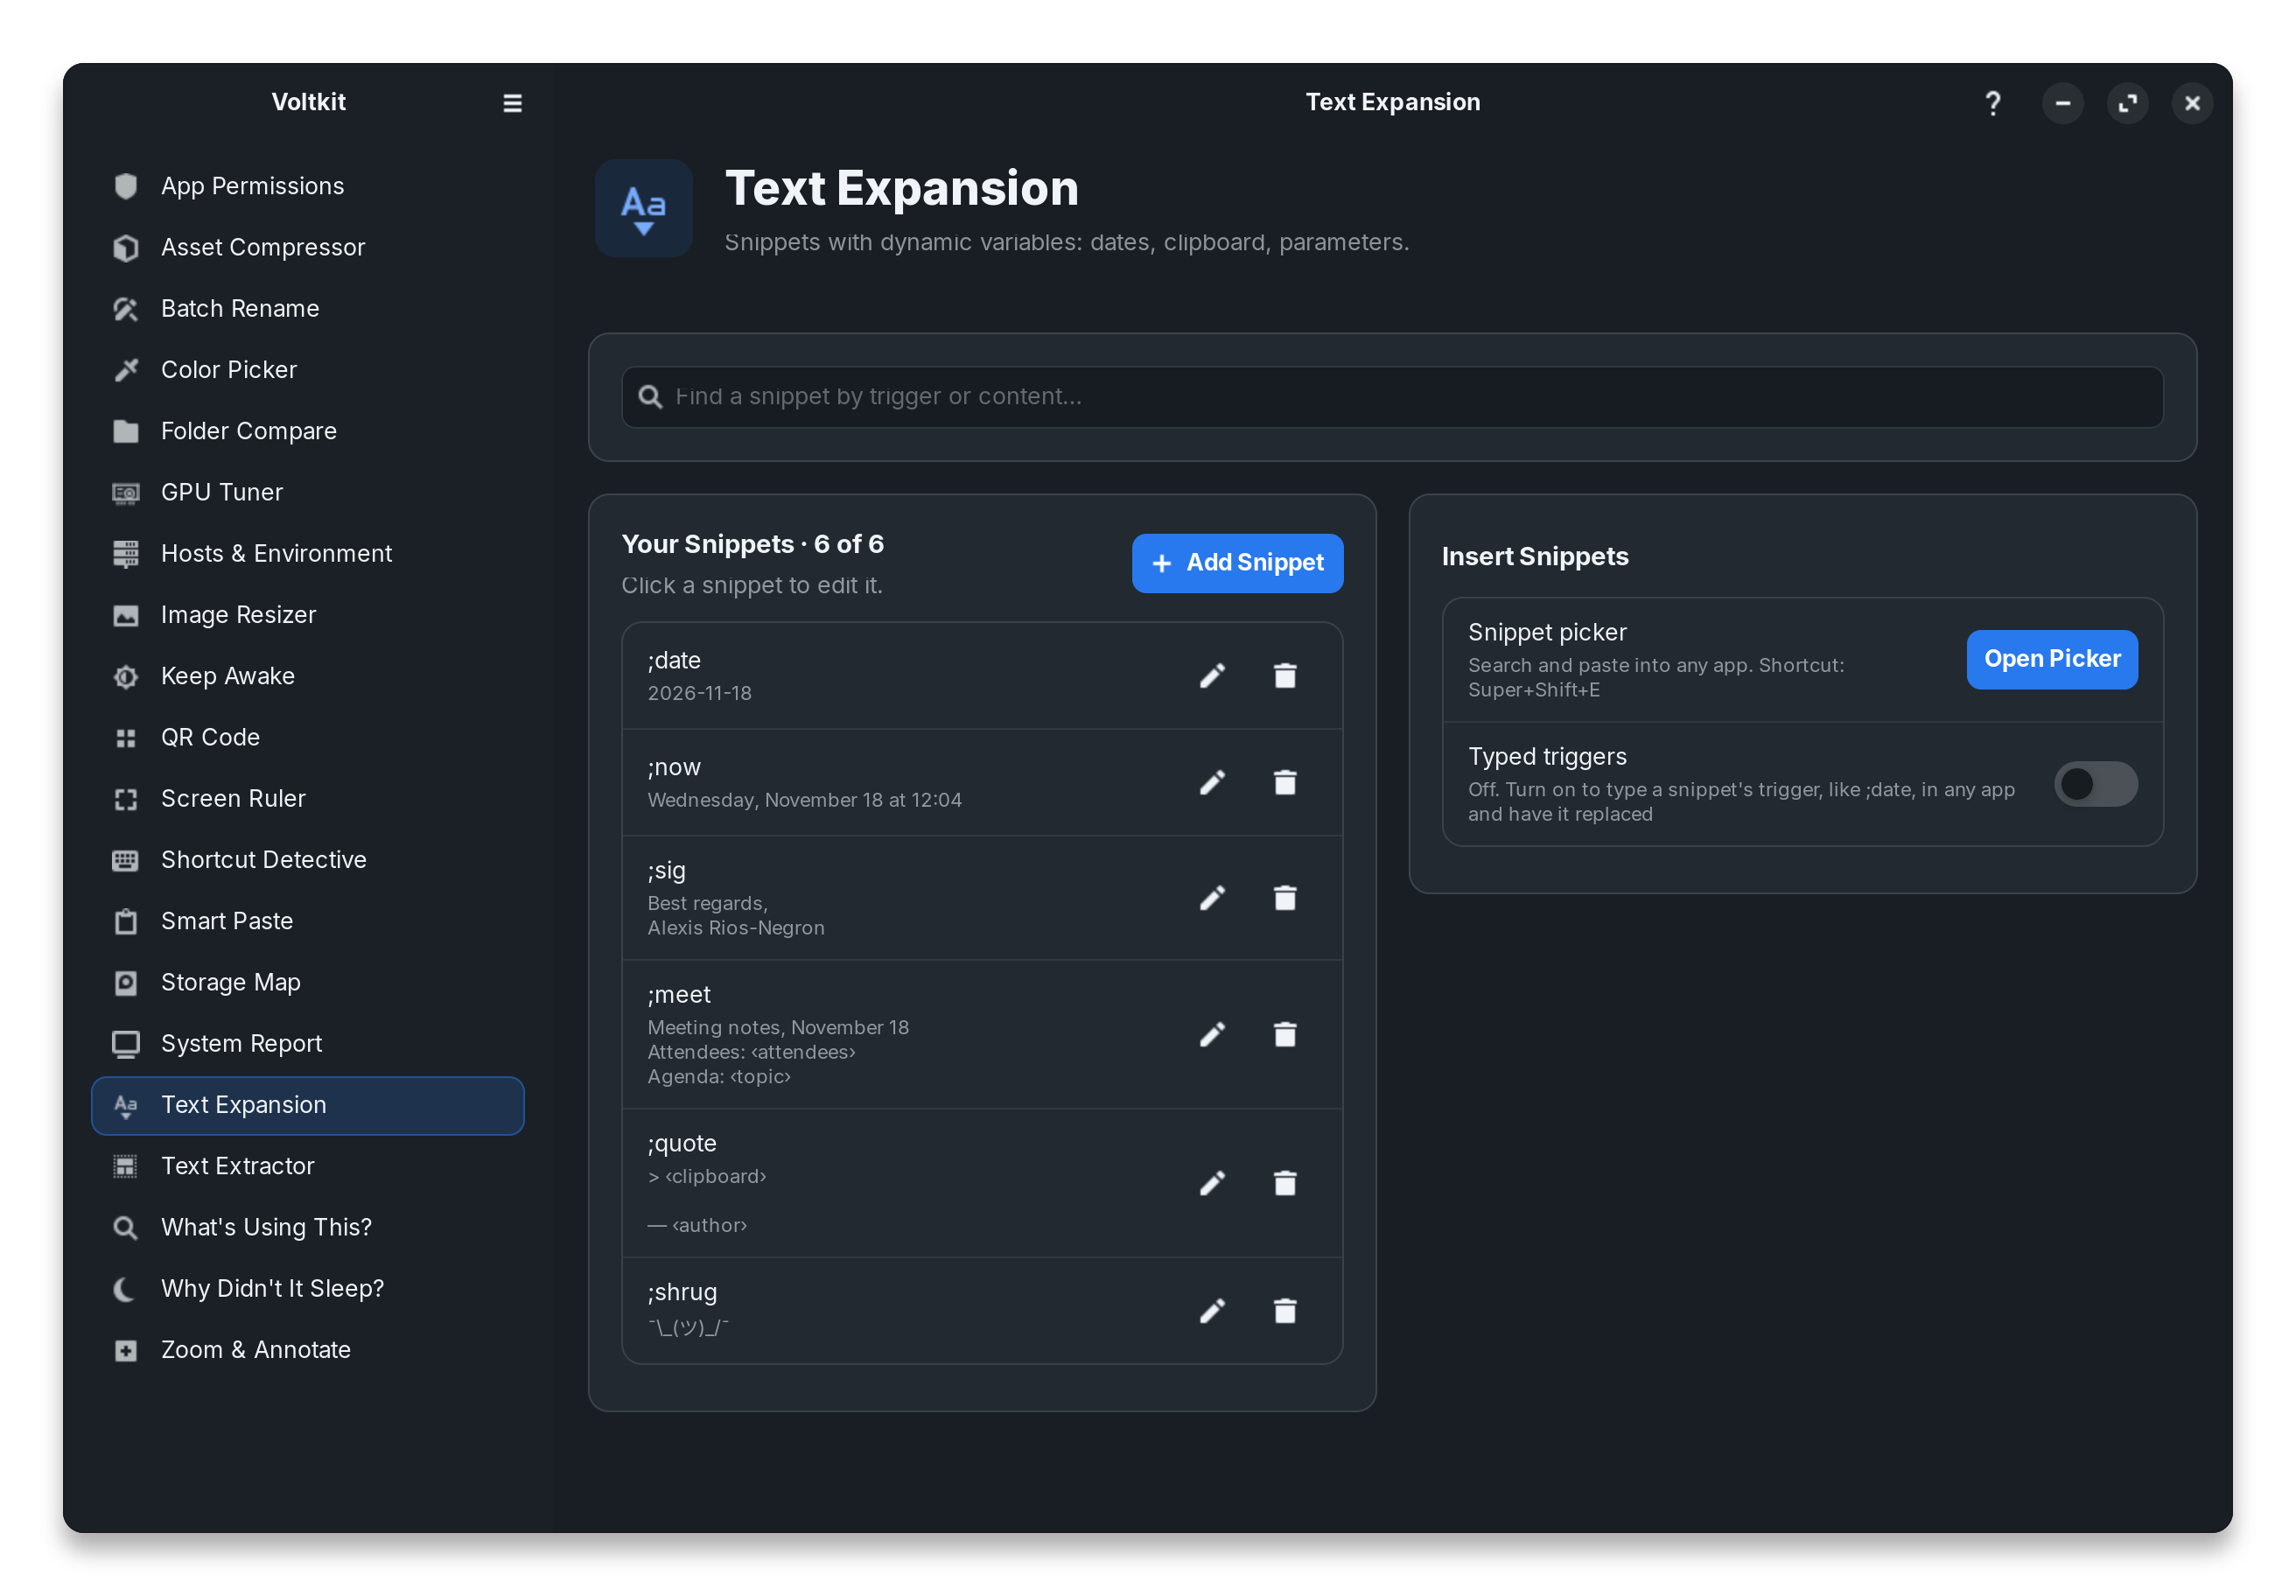 Voltkit
Text Expansion
?
App Permissions
Asset Compressor
Batch Rename
Color Picker
Folder Compare
GPU Tuner
Hosts & Environment
Image Resizer
Keep Awake
QR Code
Screen Ruler
Shortcut Detective
Smart Paste
Storage Map
System Report
Text Expansion
Text Extractor
What's Using This?
Why Didn't It Sleep?
Zoom & Annotate
Aa
Text Expansion
Snippets with dynamic variables: dates, clipboard, parameters.
Find a snippet by trigger or content...
Your Snippets · 6 of 6
Click a snippet to edit it.
+ Add Snippet
;date
2026-11-18
;now
Wednesday, November 18 at 12:04
;sig
Best regards,
Alexis Rios-Negron
;meet
Meeting notes, November 18
Attendees: ‹attendees›
Agenda: ‹topic›
;quote
> ‹clipboard›
— ‹author›
;shrug
¯\_(ツ)_/¯
Insert Snippets
Snippet picker
Search and paste into any app. Shortcut:
Super+Shift+E
Open Picker
Typed triggers
Off. Turn on to type a snippet's trigger, like ;date, in any app
and have it replaced